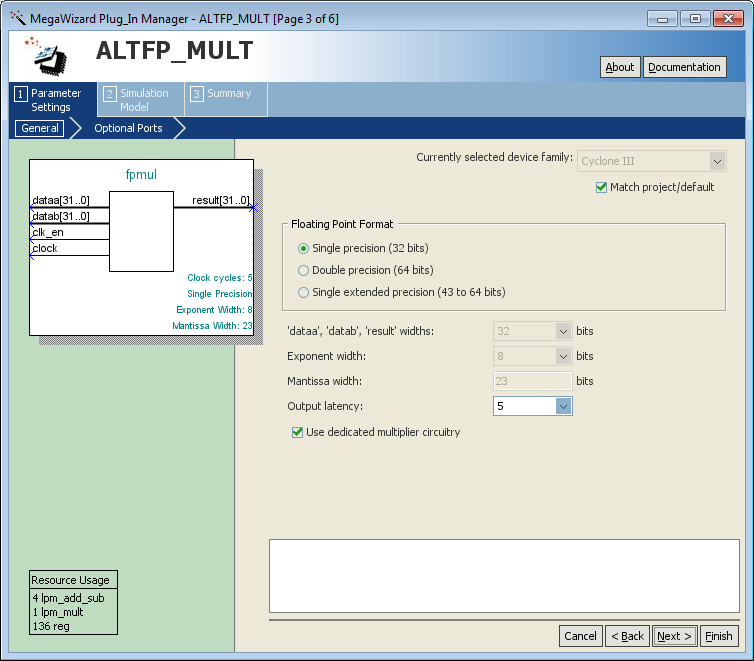 MegaWizard Plug_In Manager - ALTFP_MULT [Page 3 of 6]
ALTFP_MULT
About
Documentation
1 Parameter Settings
2 Simulation Model
3 Summary
General
Optional Ports
fpmul
dataa[31..0]
result[31..0]
datab[31..0]
clk_en
clock
Clock cycles: 5
Single Precision
Exponent Width: 8
Mantissa Width: 23
Currently selected device family:
Cyclone III
Match project/default
Floating Point Format
Single precision (32 bits)
Double precision (64 bits)
Single extended precision (43 to 64 bits)
'dataa', 'datab', 'result' widths: 32 bits
Exponent width: 8 bits
Mantissa width: 23 bits
Output latency: 5
Use dedicated multiplier circuitry
Resource Usage
4 lpm_add_sub
1 lpm_mult
136 reg
Cancel
< Back
Next >
Finish